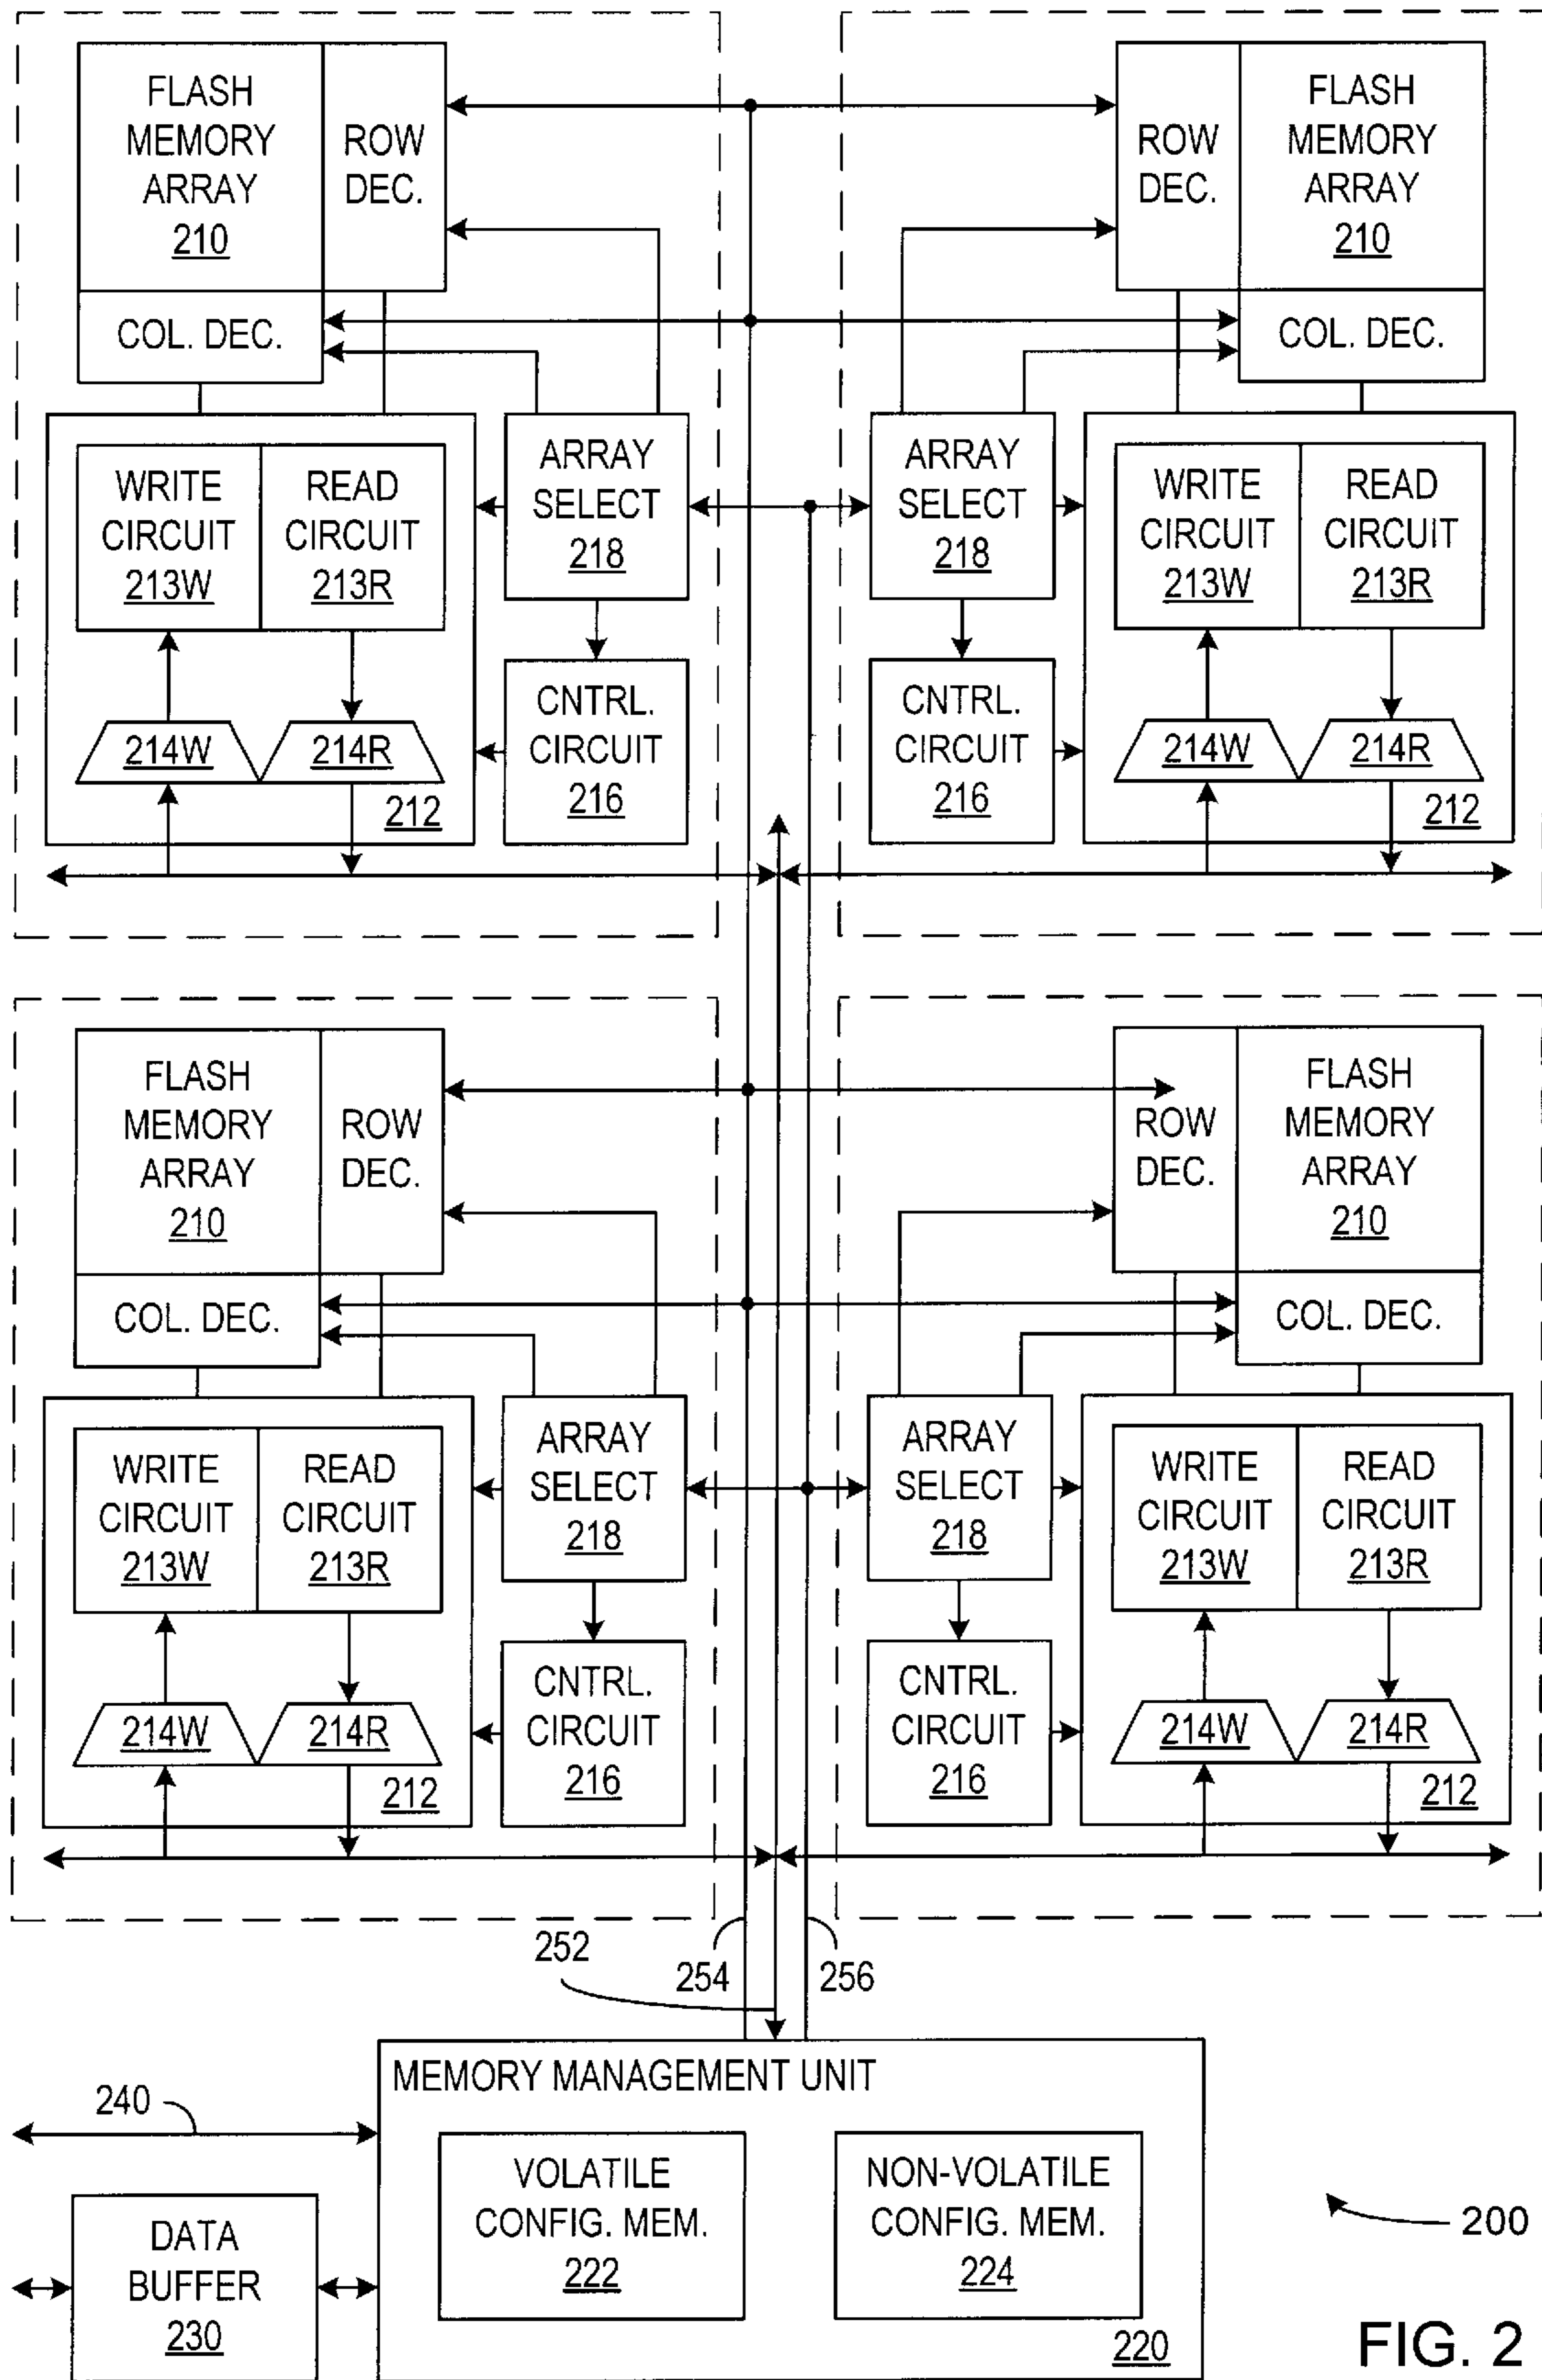 FLASH
MEMORY
ARRAY
210
ROW
DEC.
COL. DEC.
WRITE
CIRCUIT
213W
READ
CIRCUIT
213R
214W
214R
212
ARRAY
SELECT
218
CNTRL.
CIRCUIT
216
ROW
DEC.
FLASH
MEMORY
ARRAY
210
COL. DEC.
ARRAY
SELECT
218
CNTRL.
CIRCUIT
216
WRITE
CIRCUIT
213W
READ
CIRCUIT
213R
214W
214R
212
FLASH
MEMORY
ARRAY
210
ROW
DEC.
COL. DEC.
WRITE
CIRCUIT
213W
READ
CIRCUIT
213R
214W
214R
212
ARRAY
SELECT
218
CNTRL.
CIRCUIT
216
ROW
DEC.
FLASH
MEMORY
ARRAY
210
COL. DEC.
ARRAY
SELECT
218
CNTRL.
CIRCUIT
216
WRITE
CIRCUIT
213W
READ
CIRCUIT
213R
214W
214R
212
252
254
256
240
MEMORY MANAGEMENT UNIT
VOLATILE
CONFIG. MEM.
222
NON-VOLATILE
CONFIG. MEM.
224
220
DATA
BUFFER
230
200
FIG. 2